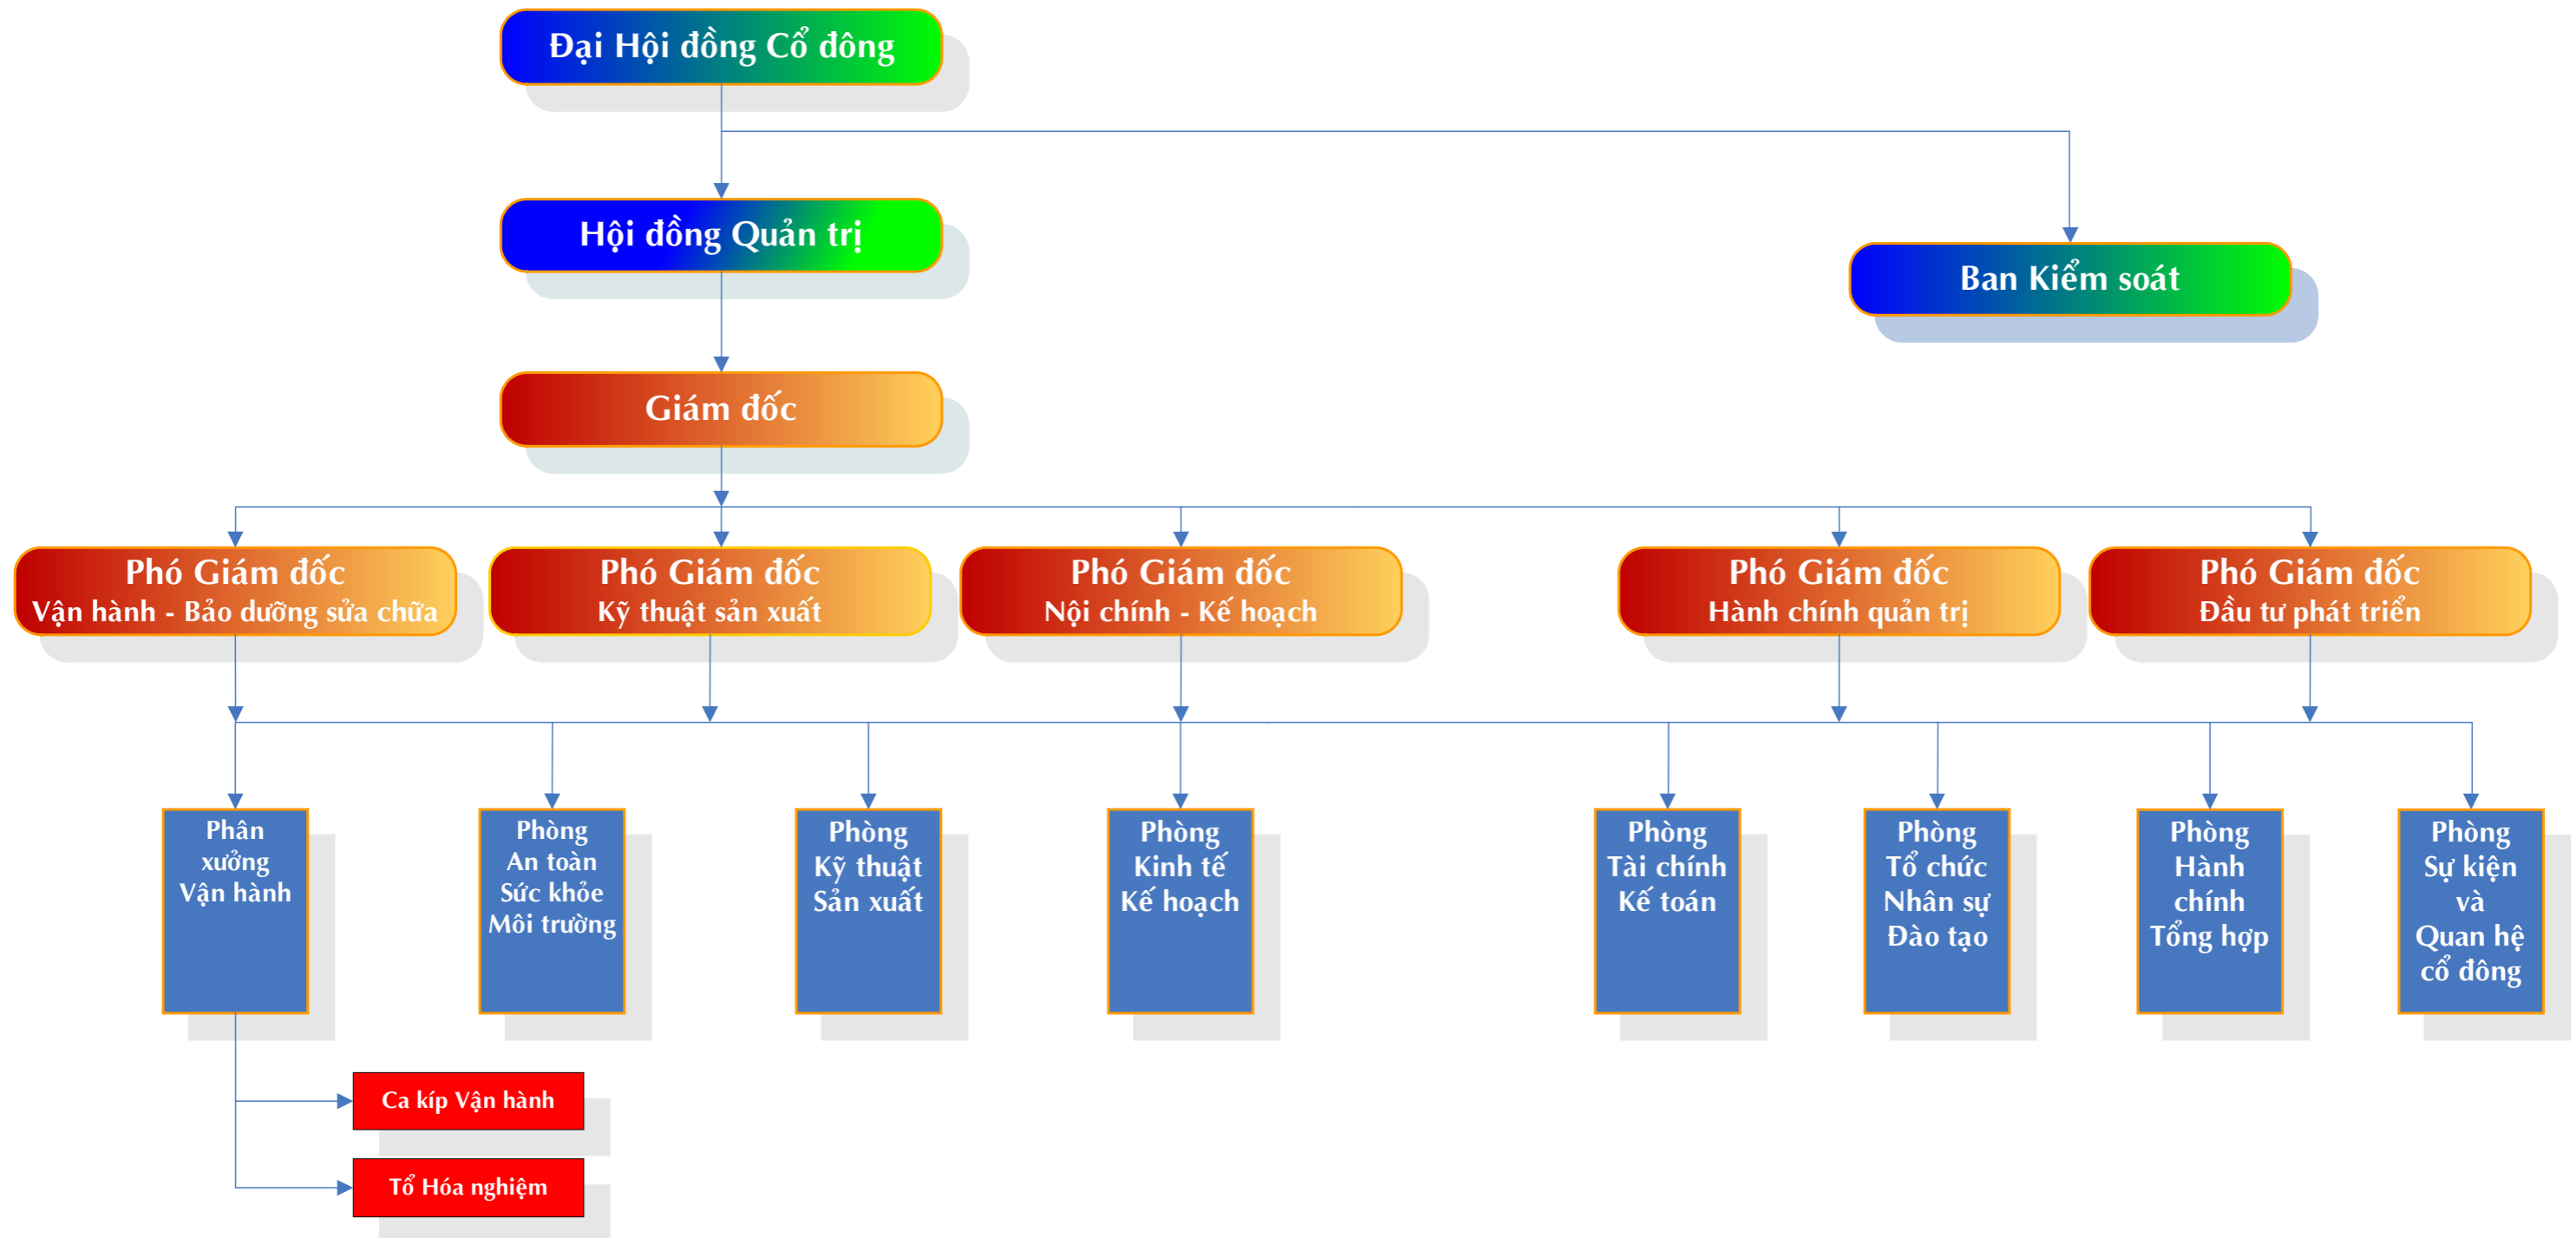 Đại Hội đồng Cổ đông
Hội đồng Quản trị
Ban Kiểm soát
Giám đốc
Phó Giám đốc
Vận hành - Bảo dưỡng sửa chữa
Phó Giám đốc
Kỹ thuật sản xuất
Phó Giám đốc
Nội chính - Kế hoạch
Phó Giám đốc
Hành chính quản trị
Phó Giám đốc
Đầu tư phát triển
Phân
xưởng
Vận hành
Phòng
An toàn
Sức khỏe
Môi trường
Phòng
Kỹ thuật
Sản xuất
Phòng
Kinh tế
Kế hoạch
Phòng
Tài chính
Kế toán
Phòng
Tổ chức
Nhân sự
Đào tạo
Phòng
Hành
chính
Tổng hợp
Phòng
Sự kiện
và
Quan hệ
cổ đông
Ca kíp Vận hành
Tổ Hóa nghiệm